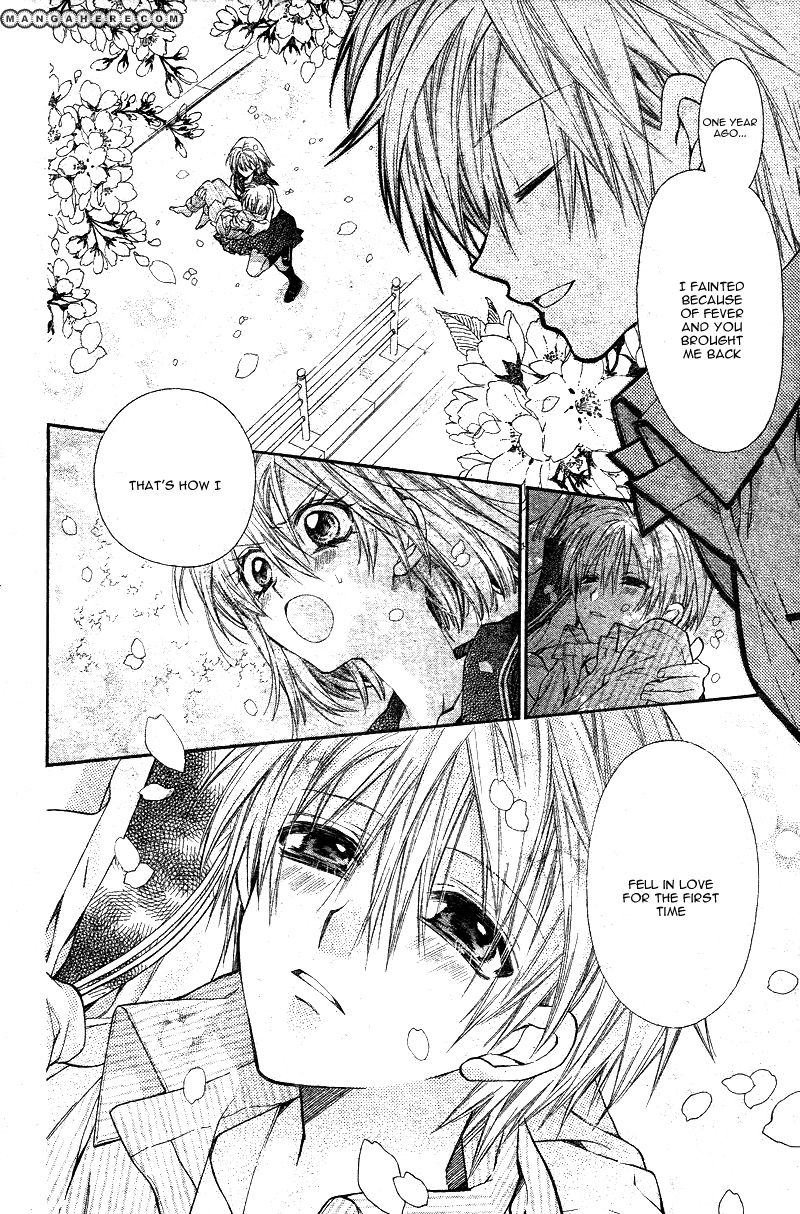 MANGAHERE.COM
ONE YEAR
AGO...
I FAINTED
BECAUSE
OF FEVER
AND YOU
BROUGHT
ME BACK
THAT'S HOW I
FELL IN LOVE
FOR THE FIRST
TIME